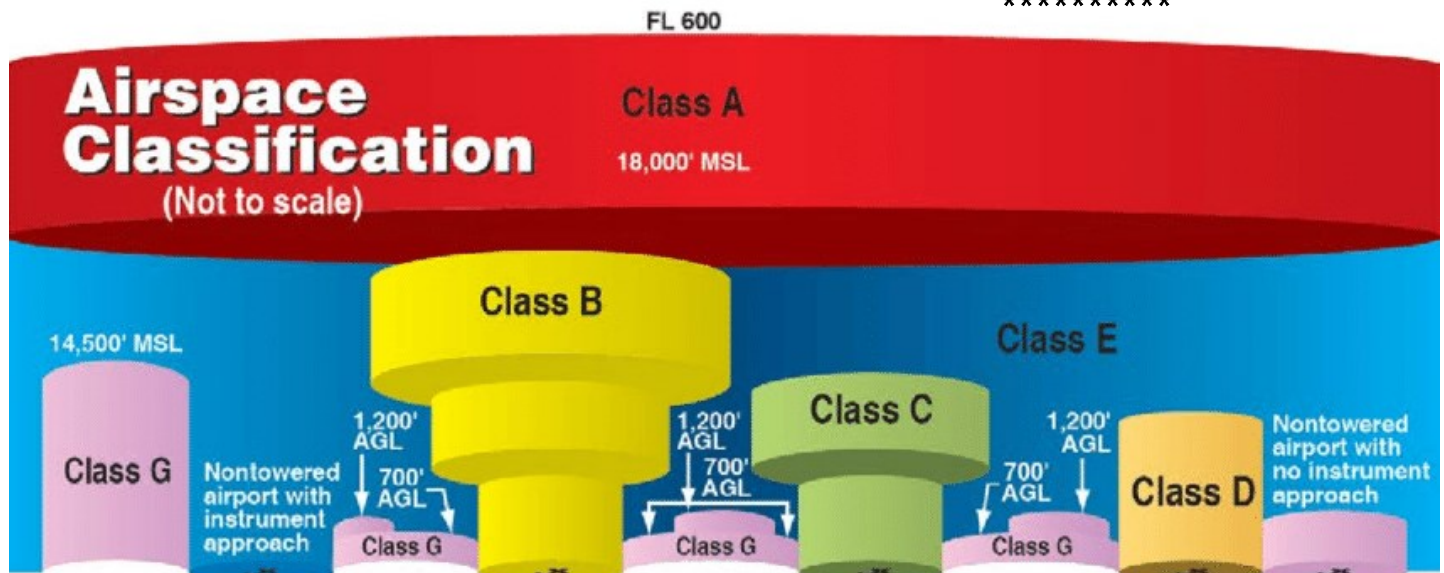 **********
FL 600
Airspace
Classification
(Not to scale)
Class A
18,000' MSL
Class B
14,500' MSL
Class E
Class C
1,200'
AGL
700'
AGL
1,200'
AGL
700'
AGL
1,200'
AGL
700'
AGL
Class G
Nontowered
airport with
instrument
approach
Class D
Nontowered
airport with
no instrument
approach
Class G
Class G
Class G